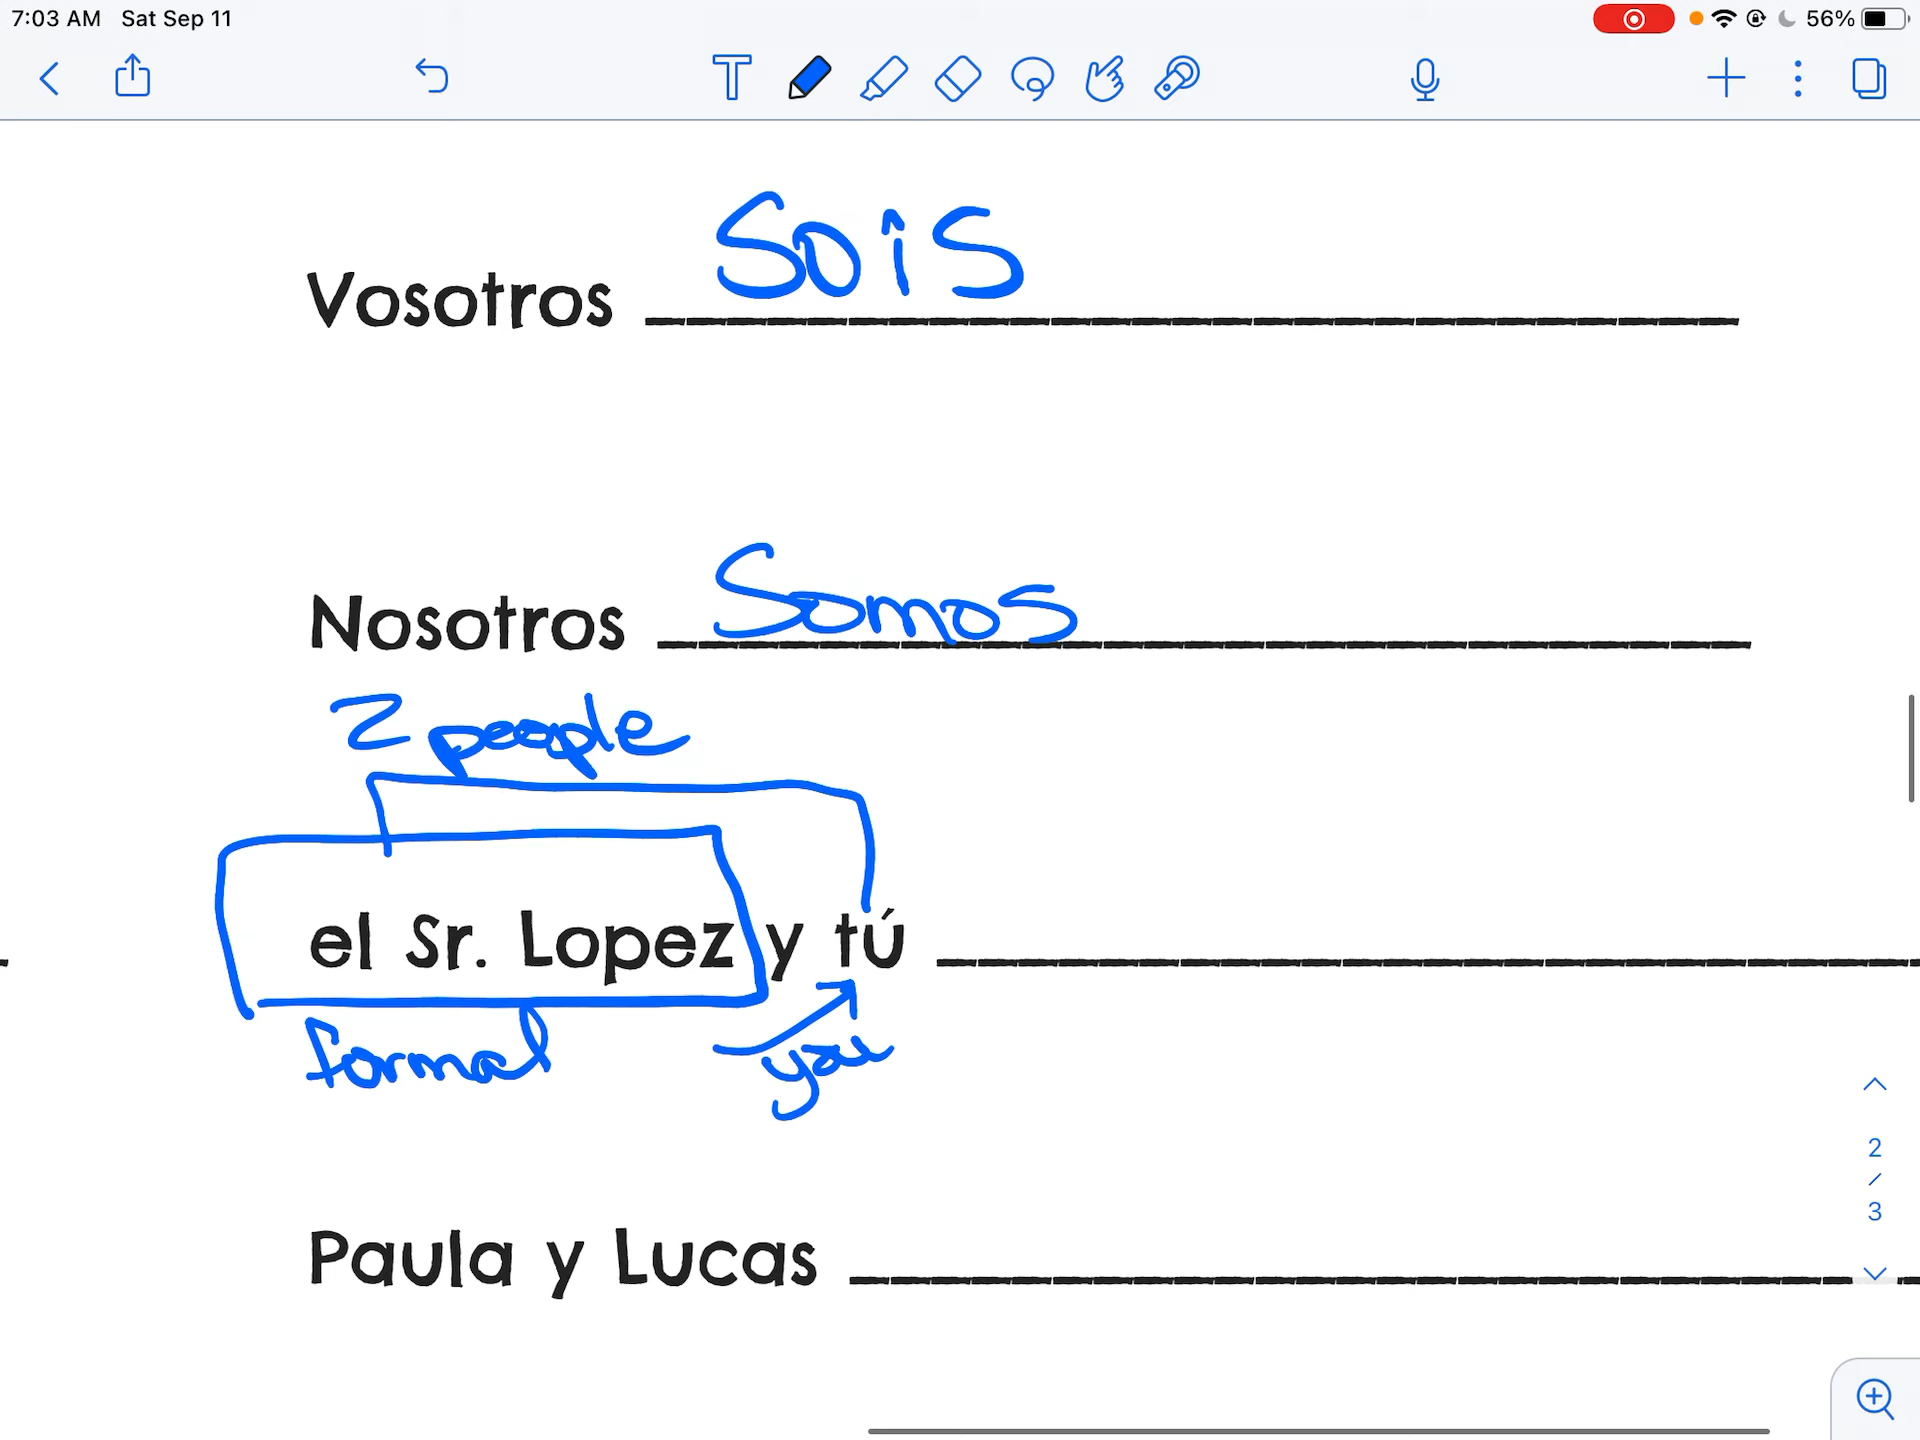 7:03 AM Sat Sep 11
56%
Sois
Vosotros
Somos
Nosotros
2 people
el Sr. Lopez y tú
formal
you
Paula y Lucas
2
/
3